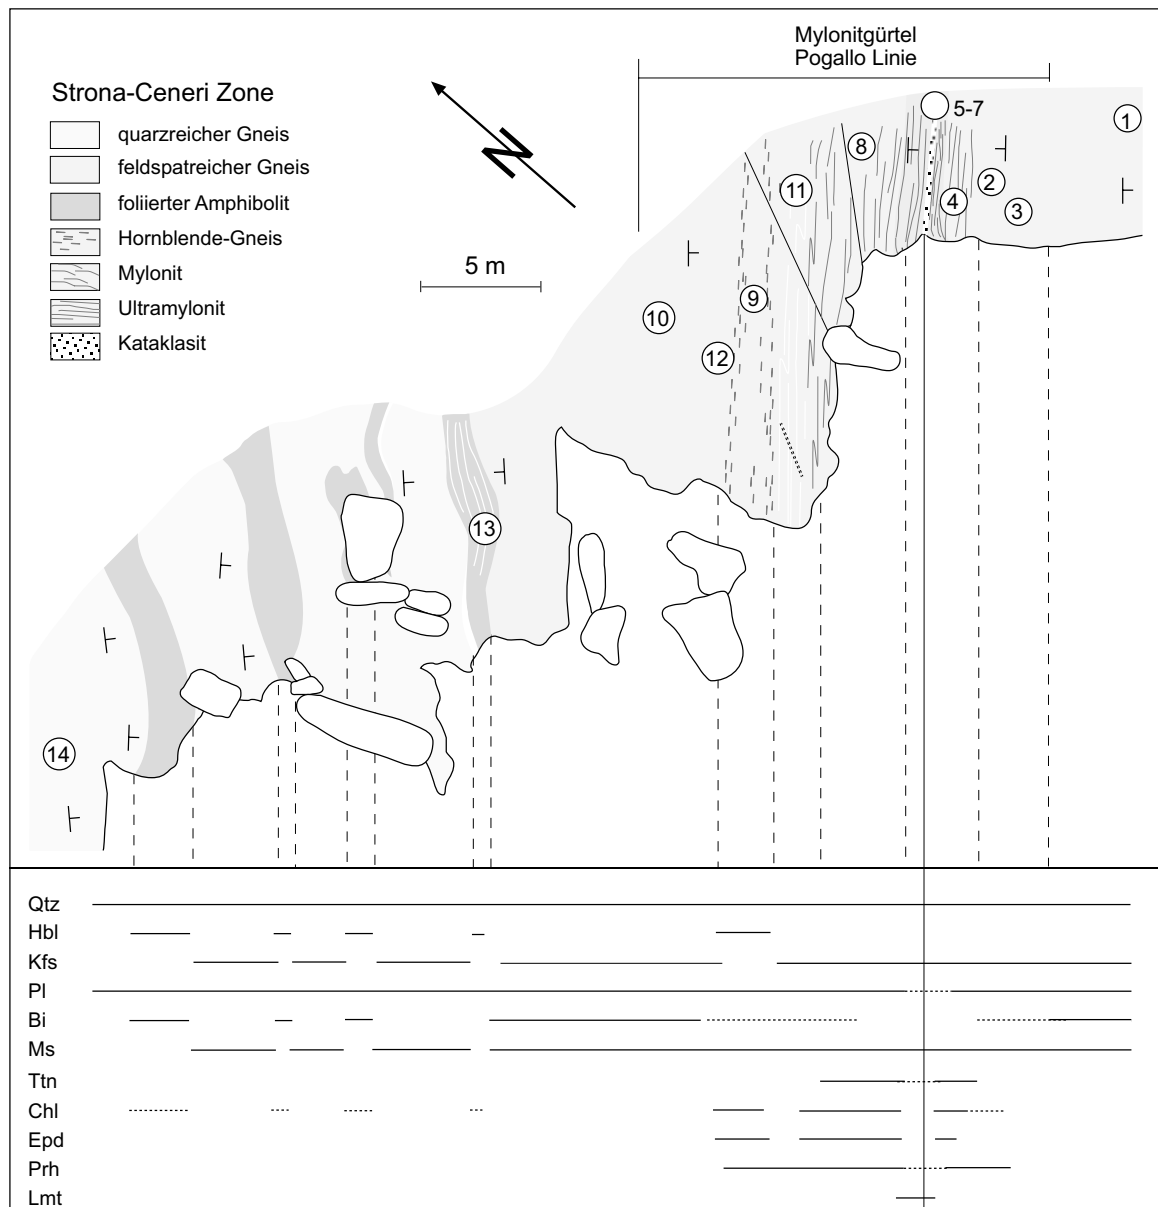 Mylonitgürtel
Pogallo Linie
Strona-Ceneri Zone
quarzreicher Gneis
feldspatreicher Gneis
foliierter Amphibolit
Hornblende-Gneis
Mylonit
Ultramylonit
Kataklasit
N
5 m
5-7
1
8
11
2
4
3
9
10
12
13
14
Qtz
Hbl
Kfs
Pl
Bi
Ms
Ttn
Chl
Epd
Prh
Lmt